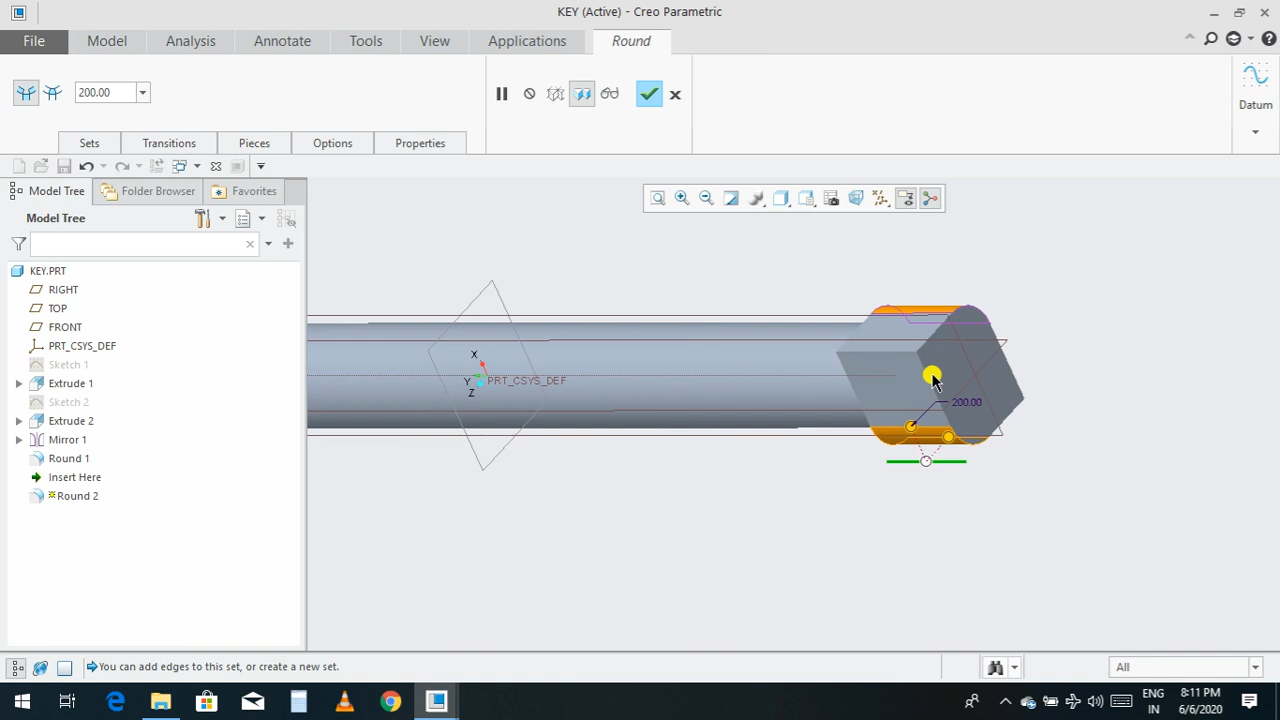 KEY (Active) - Creo Parametric
File Model Analysis Annotate Tools View Applications Round
200.00
Datum
Sets Transitions Pieces Options Properties
Model Tree Folder Browser Favorites
Model Tree
KEY.PRT
RIGHT
TOP
FRONT
PRT_CSYS_DEF
Sketch 1
Extrude 1
Sketch 2
Extrude 2
Mirror 1
Round 1
Insert Here
Round 2
X
Y PRT_CSYS_DEF
Z
200.00
You can add edges to this set, or create a new set.
All
ENG
IN
8:11 PM
6/6/2020